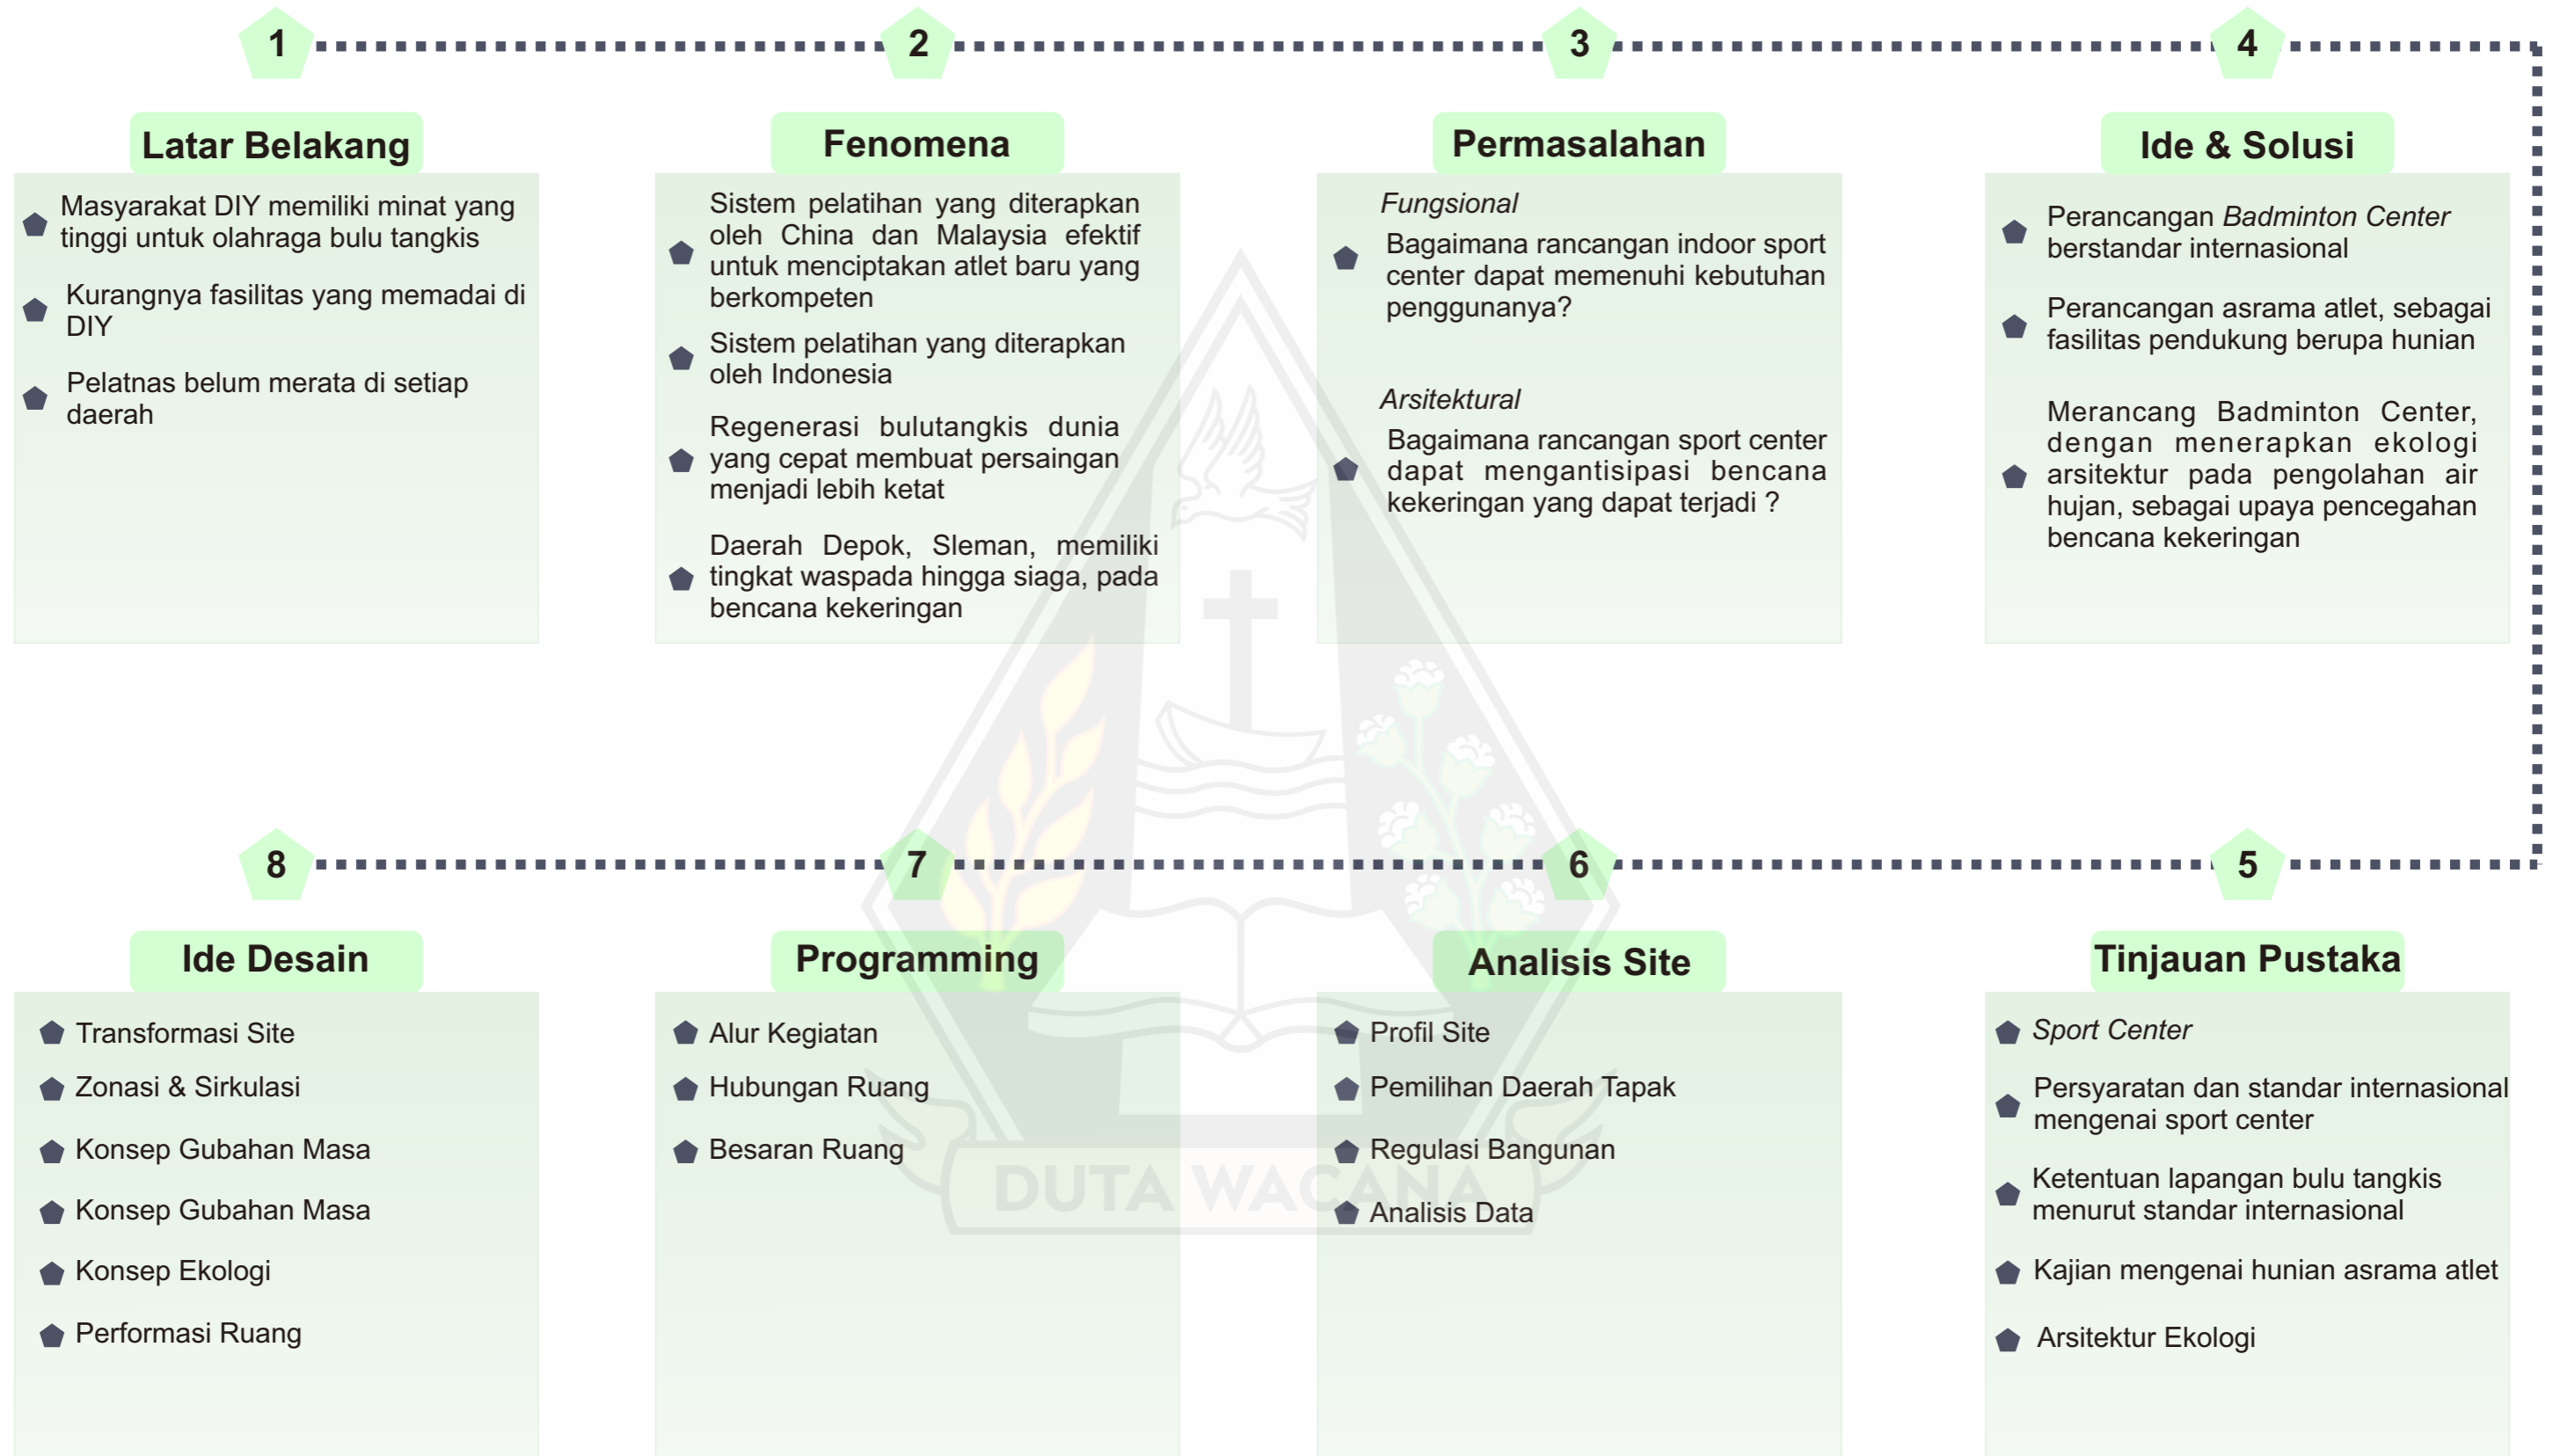 1
Latar Belakang
Masyarakat DIY memiliki minat yang
tinggi untuk olahraga bulu tangkis
Kurangnya fasilitas yang memadai di
DIY
Pelatnas belum merata di setiap
daerah
2
Fenomena
Sistem pelatihan yang diterapkan
oleh China dan Malaysia efektif
untuk menciptakan atlet baru yang
berkompeten
Sistem pelatihan yang diterapkan
oleh Indonesia
Regenerasi bulutangkis dunia
yang cepat membuat persaingan
menjadi lebih ketat
Daerah Depok, Sleman, memiliki
tingkat waspada hingga siaga, pada
bencana kekeringan
3
Permasalahan
Fungsional
Bagaimana rancangan indoor sport
center dapat memenuhi kebutuhan
penggunanya?
Arsitektural
Bagaimana rancangan sport center
dapat mengantisipasi bencana
kekeringan yang dapat terjadi ?
4
Ide & Solusi
Perancangan Badminton Center
berstandar internasional
Perancangan asrama atlet, sebagai
fasilitas pendukung berupa hunian
Merancang Badminton Center,
dengan menerapkan ekologi
arsitektur pada pengolahan air
hujan, sebagai upaya pencegahan
bencana kekeringan
5
Tinjauan Pustaka
Sport Center
Persyaratan dan standar internasional
mengenai sport center
Ketentuan lapangan bulu tangkis
menurut standar internasional
Kajian mengenai hunian asrama atlet
Arsitektur Ekologi
6
Analisis Site
Profil Site
Pemilihan Daerah Tapak
Regulasi Bangunan
Analisis Data
7
Programming
Alur Kegiatan
Hubungan Ruang
Besaran Ruang
8
Ide Desain
Transformasi Site
Zonasi & Sirkulasi
Konsep Gubahan Masa
Konsep Gubahan Masa
Konsep Ekologi
Performasi Ruang
DUTA WACANA